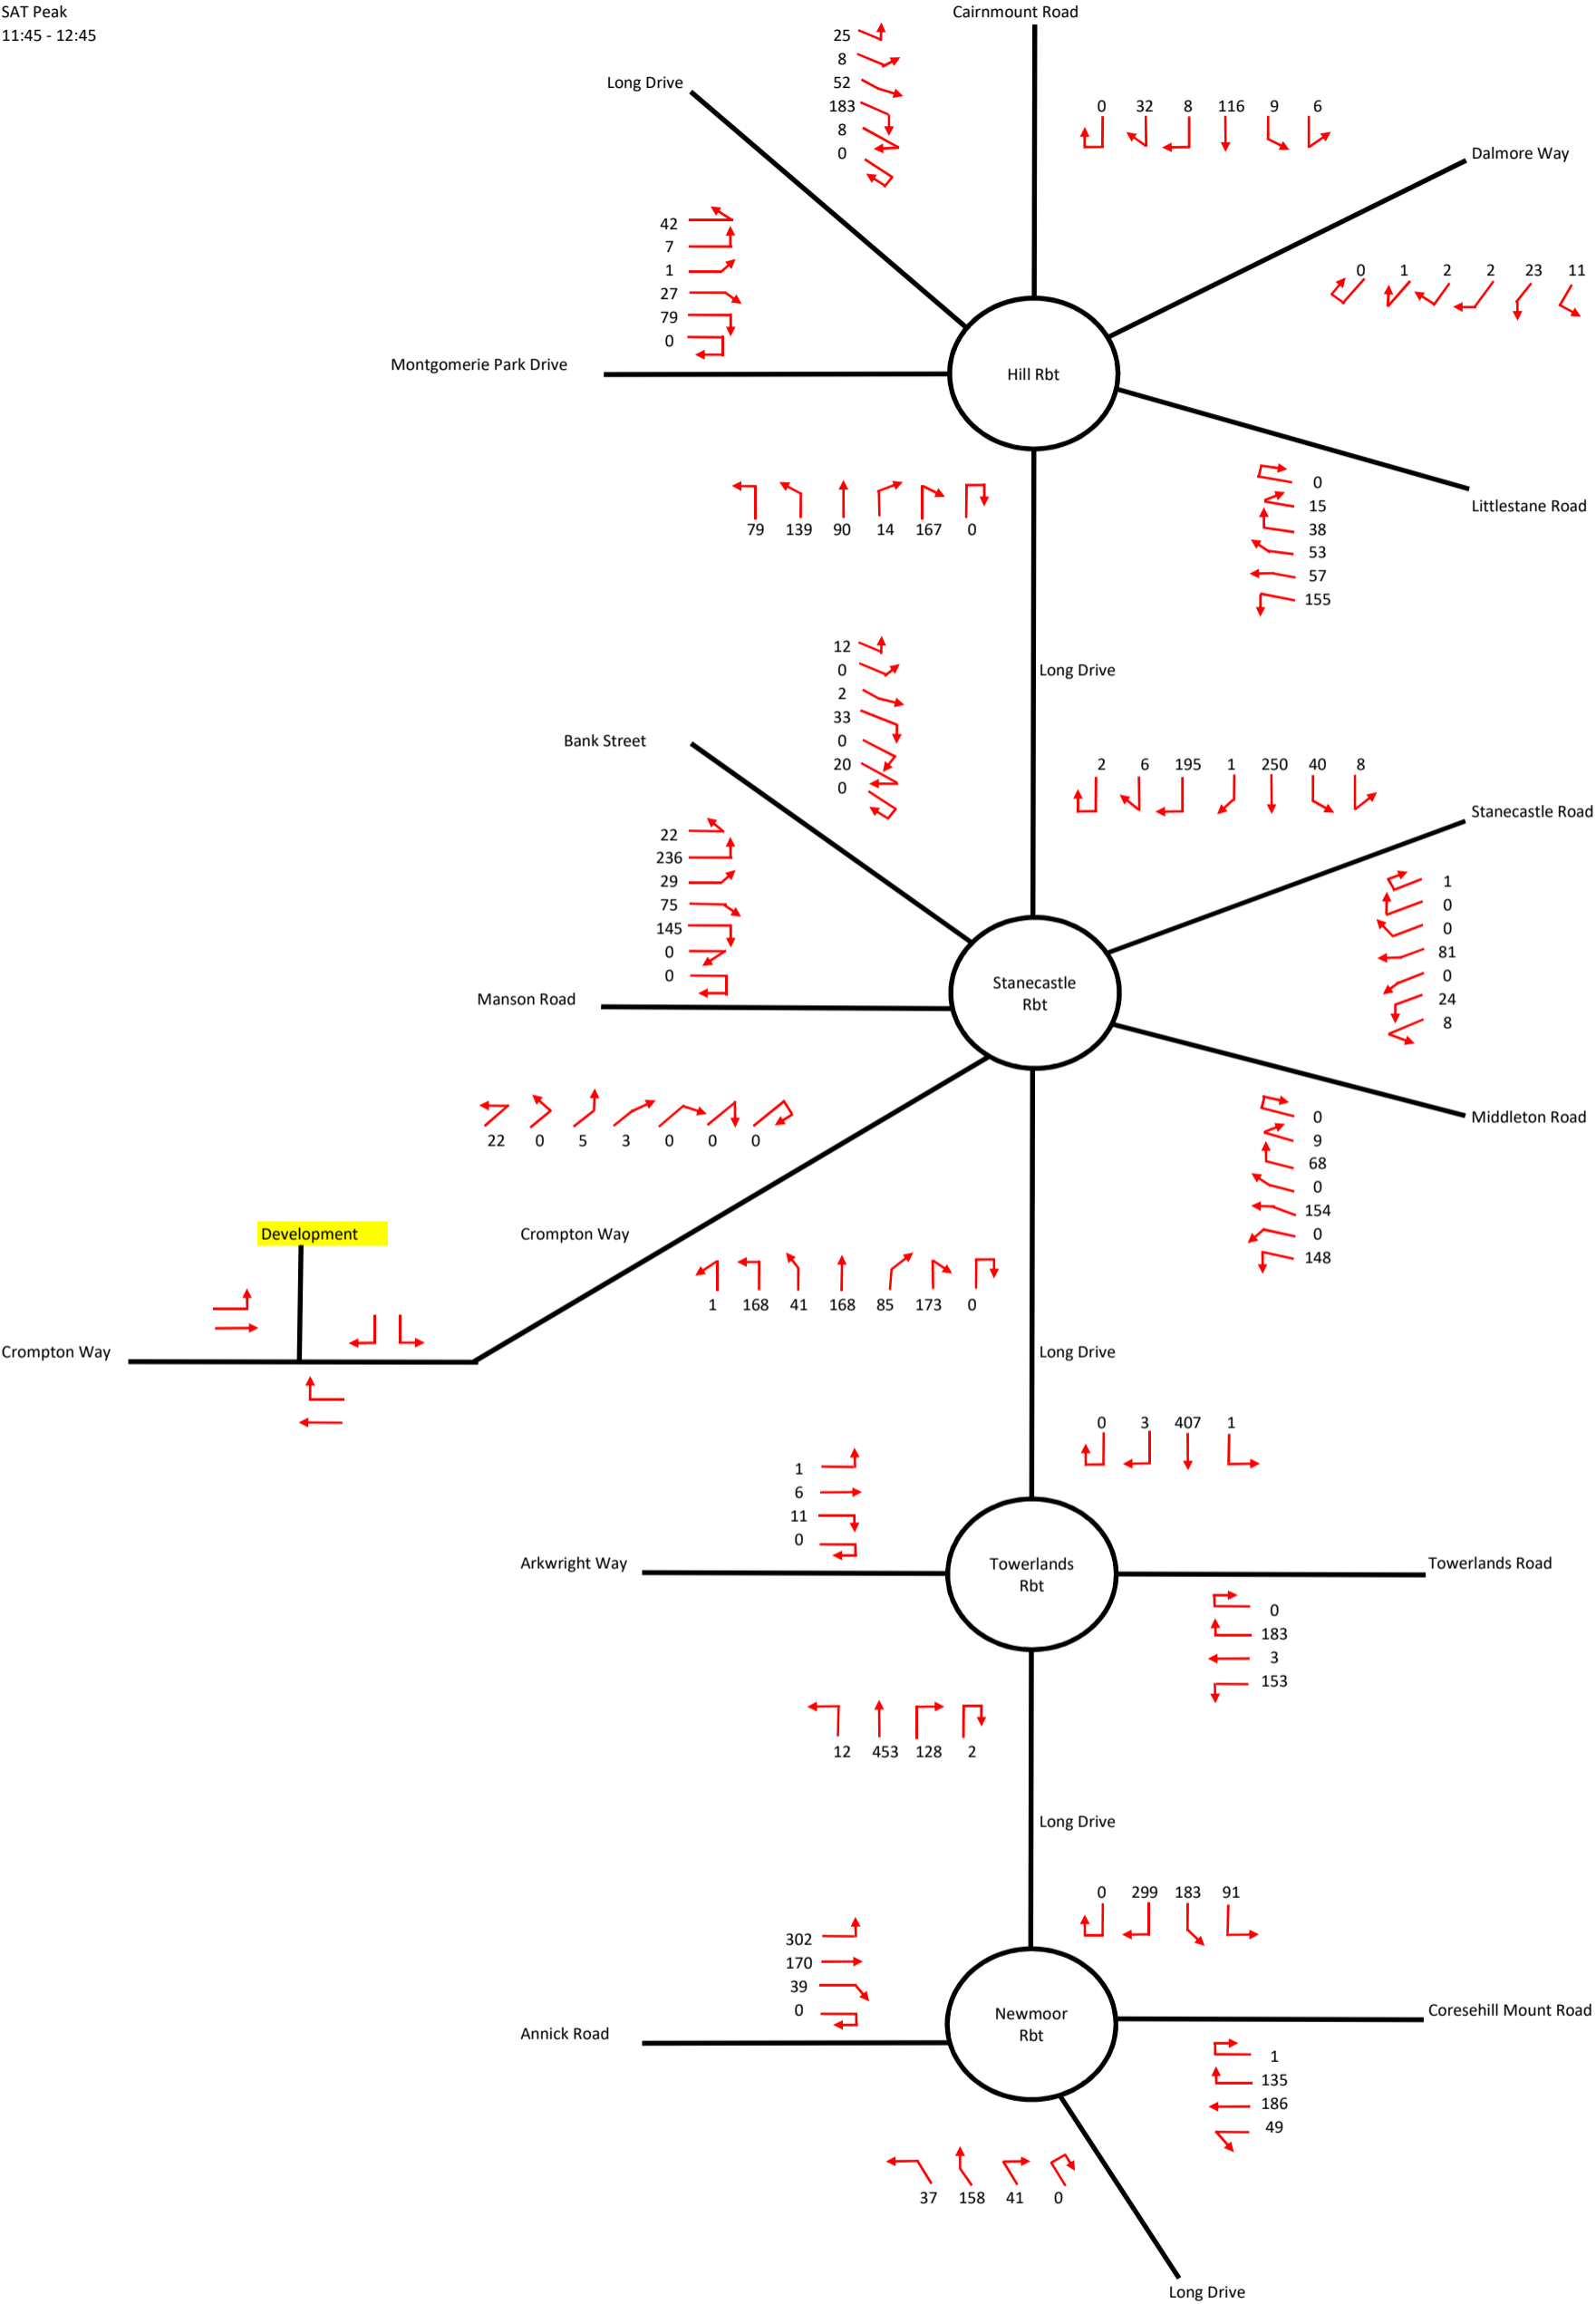 SAT Peak
11:45 - 12:45
Cairnmount Road
25
8
52
183
8
0
Long Drive
0 32 8 116 9 6
Dalmore Way
42
7
1
27
79
0
0 1 2 2 23 11
Montgomerie Park Drive
Hill Rbt
79 139 90 14 167 0
0
15
38
53
57
155
Littlestane Road
Long Drive
12
0
2
33
0
20
0
Bank Street
2 6 195 1 250 40 8
Stanecastle Road
22
236
29
75
145
0
0
1
0
0
81
0
24
8
Manson Road
Stanecastle
Rbt
22 0 5 3 0 0 0
0
9
68
0
154
0
148
Middleton Road
Development
Crompton Way
1 168 41 168 85 173 0
Crompton Way
Long Drive
0 3 407 1
1
6
11
0
Arkwright Way
Towerlands
Rbt
Towerlands Road
0
183
3
153
12 453 128 2
Long Drive
0 299 183 91
302
170
39
0
Annick Road
Newmoor
Rbt
Coresehill Mount Road
1
135
186
49
37 158 41 0
Long Drive